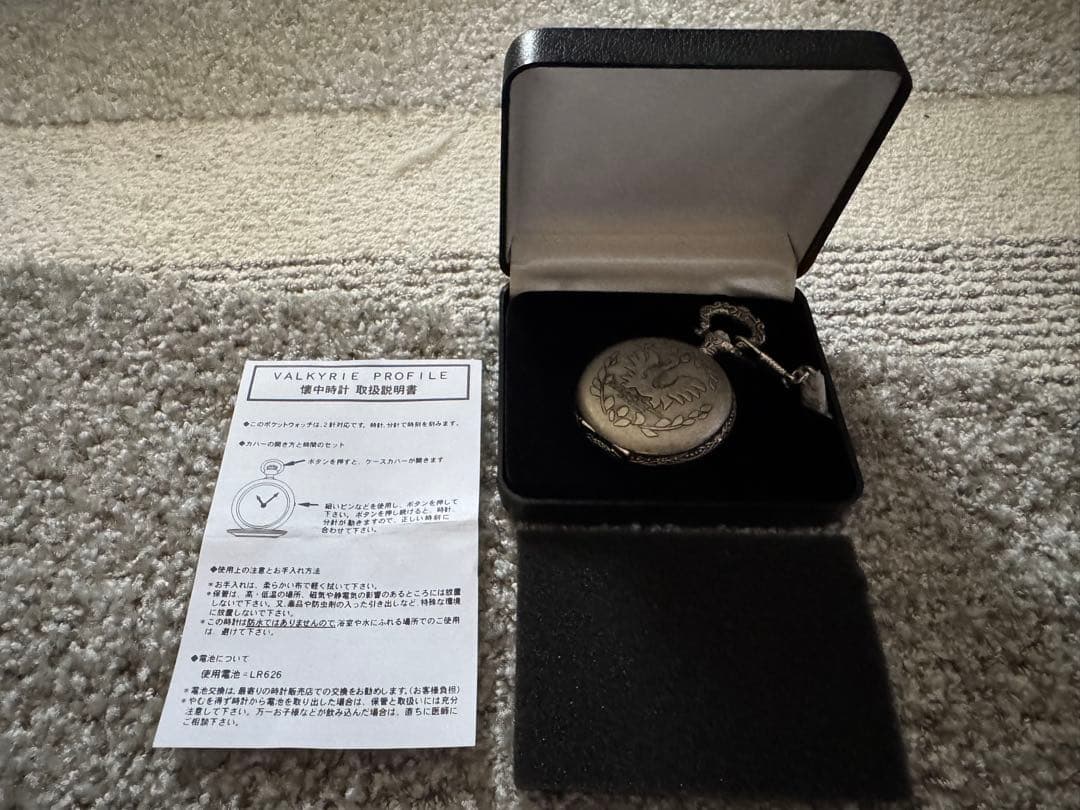 VALKYRIE PROFILE
懐中時計 取扱説明書
◆このポケットウォッチは、2針対応です。時針、分針で時刻を刻みます。
◆カバーの開き方と時間のセット
ボタンを押すと、ケースカバーが開きます
細いピンなどを使用し、ボタンを押して
下さい。ボタンを押し続けると、時針、
分針が動きますので、正しい時刻に
合わせて下さい。
◆使用上の注意とお手入れ方法
*お手入れは、柔らかい布で軽く拭いて下さい。
*保管は、高・低温の場所、磁気や静電気の影響のあるところには放置
しないで下さい。又、薬品や防虫剤の入った引き出しなど、特殊な環境
に放置しないで下さい。
*この時計は防水ではありませんので、浴室や水にふれる場所でのご使用
は、避けて下さい。
◆電池について
使用電池=LR626
*電池交換は、最寄りの時計販売店での交換をお勧めします。(お客様負担)
*やむを得ず時計から電池を取り出した場合は、保管と取扱いには充分
注意して下さい。万一お子様などが飲み込んだ場合は、直ちに医師に
ご相談下さい。